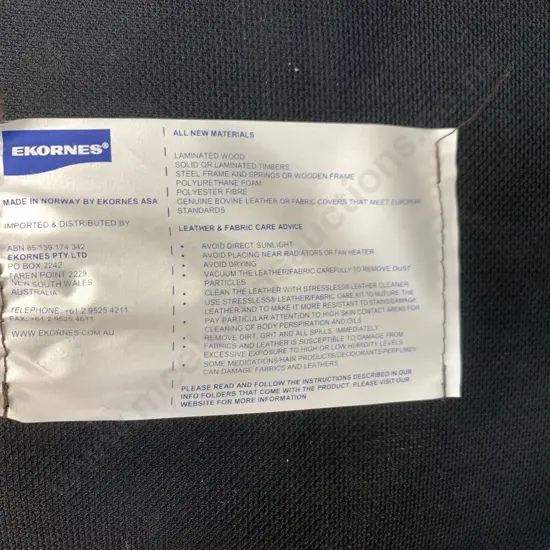 EKORNES®
MADE IN NORWAY BY EKORNES ASA
IMPORTED & DISTRIBUTED BY
ABN 65 139 174 342
EKORNES PTY LTD
PO BOX 2242
TAREN POINT 2229
NEW SOUTH WALES
AUSTRALIA
TELEPHONE +61 2 9525 4211
FAX: +61 2 9525 4611
WWW.EKORNES.COM.AU
ALL NEW MATERIALS
LAMINATED WOOD
SOLID OR LAMINATED TIMBERS
STEEL FRAME AND SPRINGS OR WOODEN FRAME
POLYURETHANE FOAM
POLYESTER FIBRE
GENUINE BOVINE LEATHER OR FABRIC COVERS THAT MEET EUROPEAN
STANDARDS
LEATHER & FABRIC CARE ADVICE
• AVOID DIRECT SUNLIGHT
• AVOID PLACING NEAR RADIATORS OR FAN HEATER
• AVOID DRYING
• VACUUM THE LEATHER/FABRIC CAREFULLY TO REMOVE DUST
PARTICLES
• CLEAN THE LEATHER WITH STRESSLESS® LEATHER CLEANER
• USE STRESSLESS® LEATHER/FABRIC CARE KIT TO NUTURE THE
LEATHER AND TO MAKE IT MORE RESISTANT TO STAINS/DAMAGE
• PAY PARTICULAR ATTENTION TO HIGH SKIN CONTACT AREAS FOR
CLEANING OF BODY PERSPIRATION AND OILS
• REMOVE DIRT, GRIT AND ALL SPILLS IMMEDIATELY
• FABRICS AND LEATHER IS SUSCEPTIBLE TO DAMAGE FROM
EXCESSIVE EXPOSURE TO HIGH OR LOW HUMIDITY LEVELS
• SOME MEDICATIONS/HAIR PRODUCTS/DEODORANTS/PERFUMES
CAN DAMAGE FABRICS AND LEATHERS
PLEASE READ AND FOLLOW THE INSTRUCTIONS DESCRIBED IN OUR
INFO FOLDERS THAT COME WITH THE PRODUCT. PLEASE VISIT OUR
WEBSITE FOR MORE INFORMATION